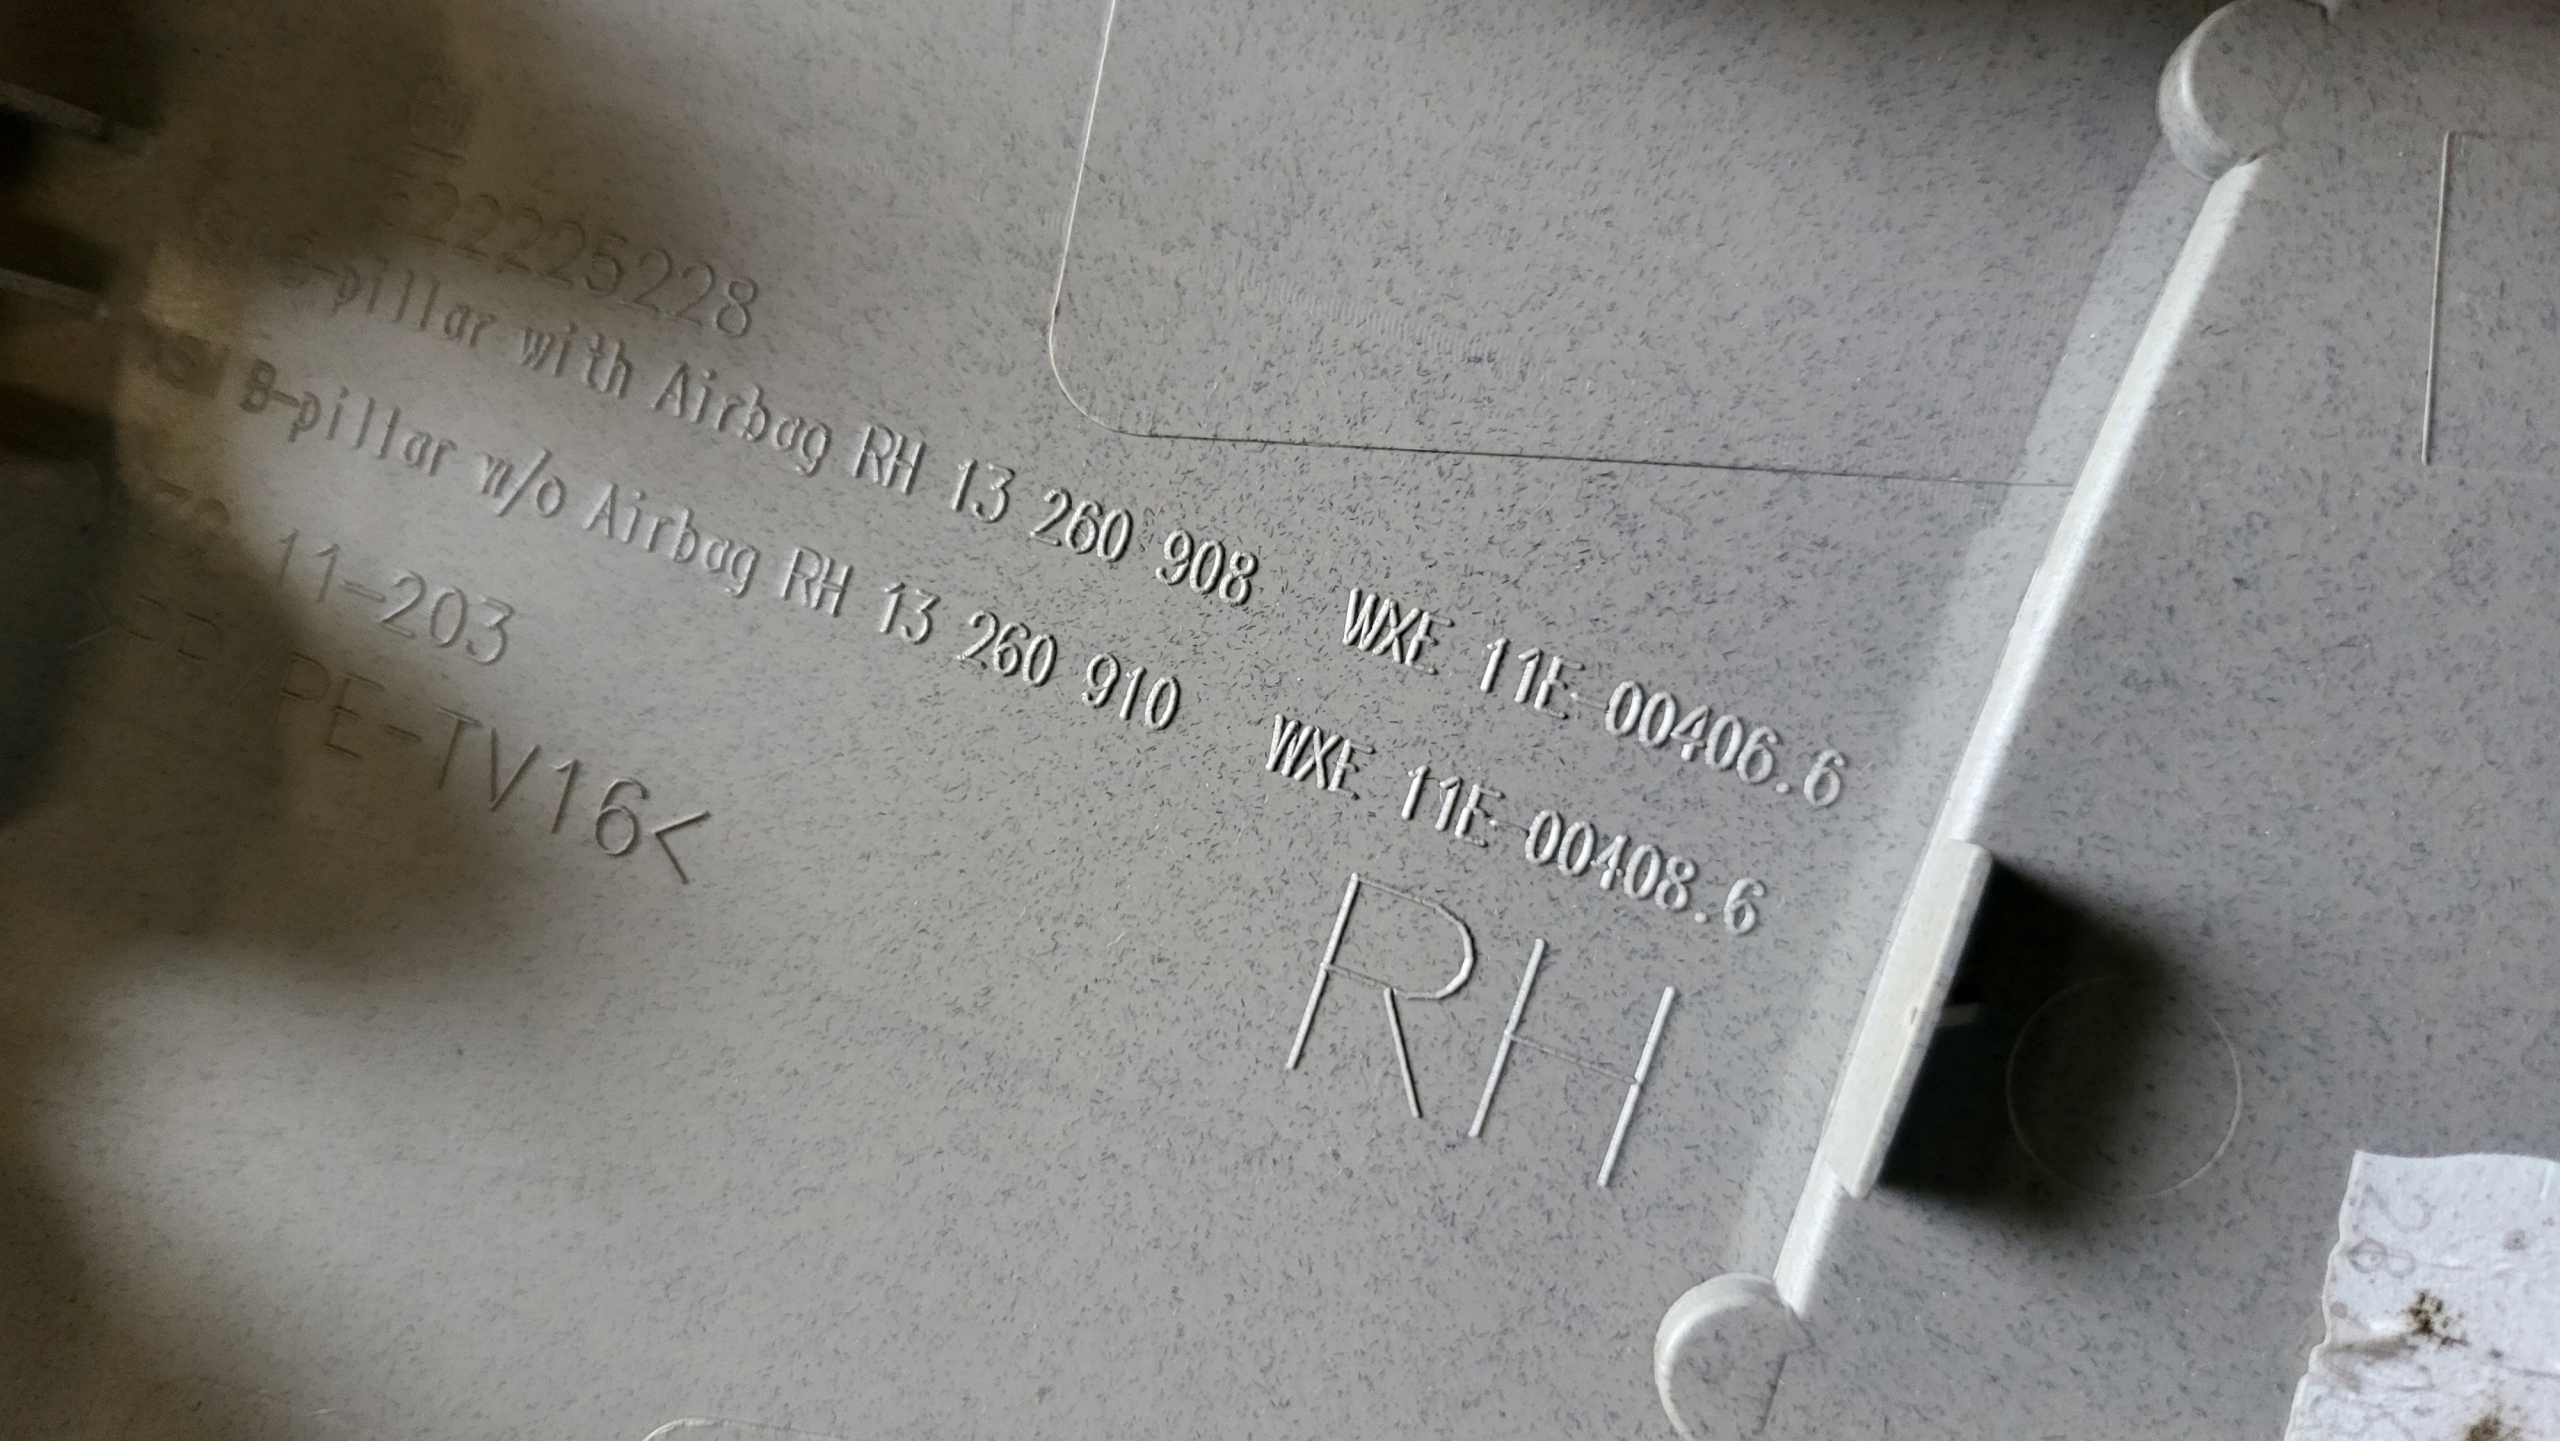 GM
22225228
B-pillar with Airbag RH 13 260 908 WXE 11E-00406.6
B-pillar w/o Airbag RH 13 260 910 WXE 11E-00408.6
11-203
PE-TV16<
RH